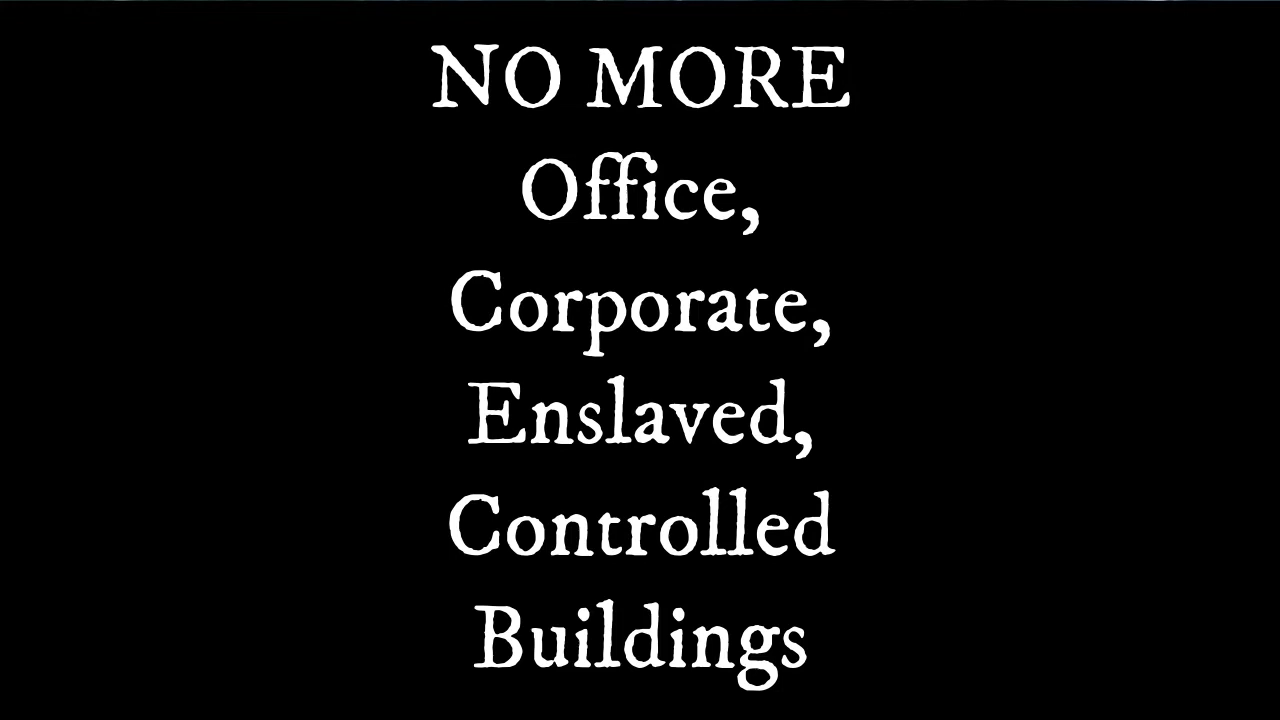 NO MORE
Office,
Corporate,
Enslaved,
Controlled
Buildings